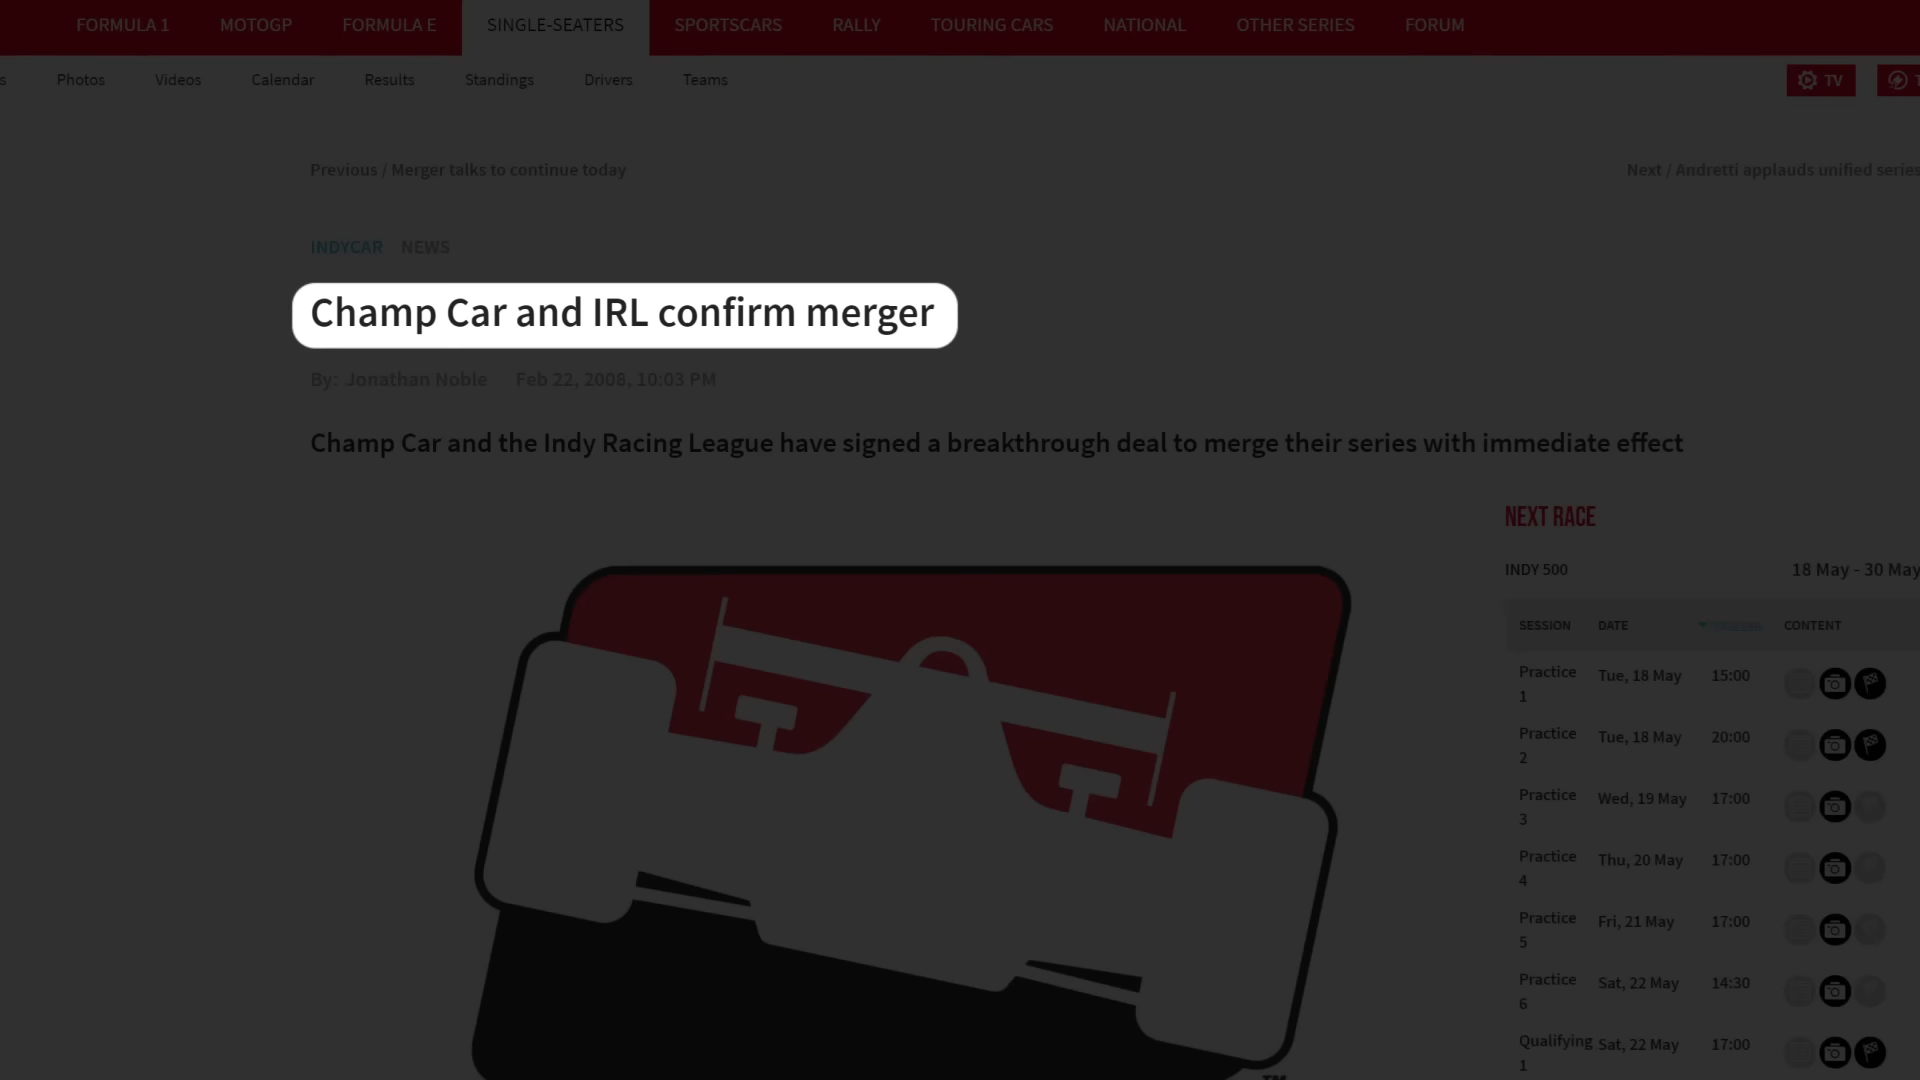 FORMULA 1 MOTOGP FORMULA E SINGLE-SEATERS SPORTSCARS RALLY TOURING CARS NATIONAL OTHER SERIES FORUM
s Photos Videos Calendar Results Standings Drivers Teams TV T
Previous / Merger talks to continue today Next / Andretti applauds unified series
INDYCAR NEWS
Champ Car and IRL confirm merger
By: Jonathan Noble Feb 22, 2008, 10:03 PM
Champ Car and the Indy Racing League have signed a breakthrough deal to merge their series with immediate effect
NEXT RACE
INDY 500 18 May - 30 May
SESSION DATE CONTENT
Practice 
1 Tue, 18 May 15:00
Practice 
2 Tue, 18 May 20:00
Practice 
3 Wed, 19 May 17:00
Practice 
4 Thu, 20 May 17:00
Practice 
5 Fri, 21 May 17:00
Practice 
6 Sat, 22 May 14:30
Qualifying 
1 Sat, 22 May 17:00
TM